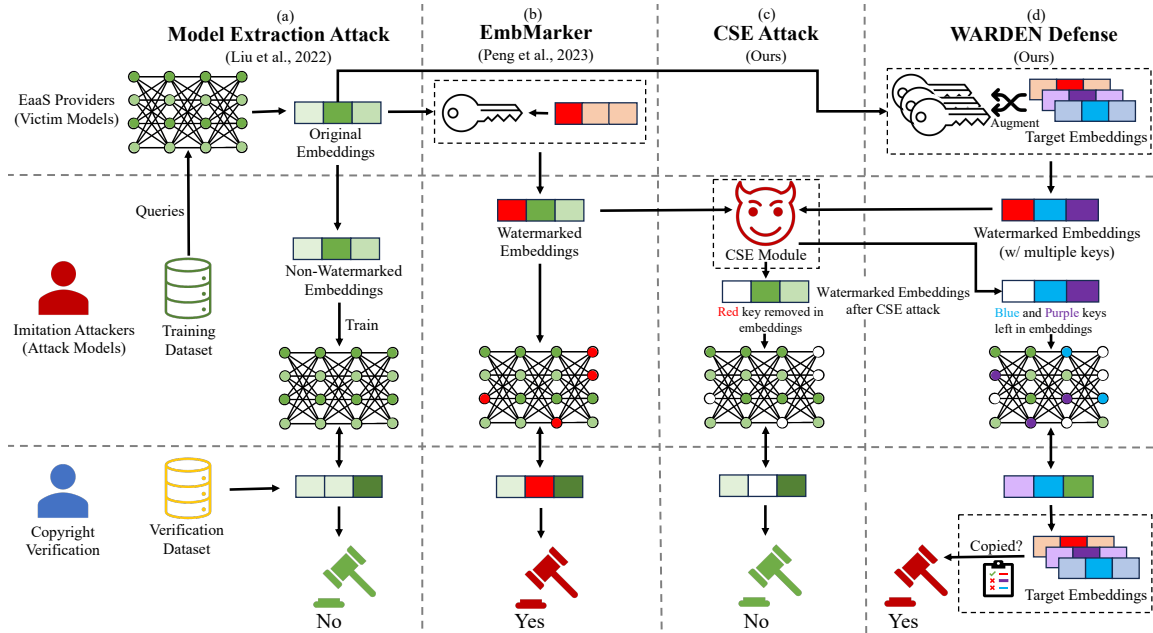 (a)
Model Extraction Attack
(Liu et al., 2022)
(b)
EmbMarker
(Peng et al., 2023)
(c)
CSE Attack
(Ours)
(d)
WARDEN Defense
(Ours)
EaaS Providers
(Victim Models)
Original
Embeddings
Augment
Target Embeddings
Queries
Watermarked
Embeddings
CSE Module
Watermarked Embeddings
(w/ multiple keys)
Non-Watermarked
Embeddings
Imitation Attackers
(Attack Models)
Training
Dataset
Train
Red key removed in
embeddings
Watermarked Embeddings
after CSE attack
Blue and Purple keys
left in embeddings
Copyright
Verification
Verification
Dataset
Copied?
Target Embeddings
No
Yes
No
Yes